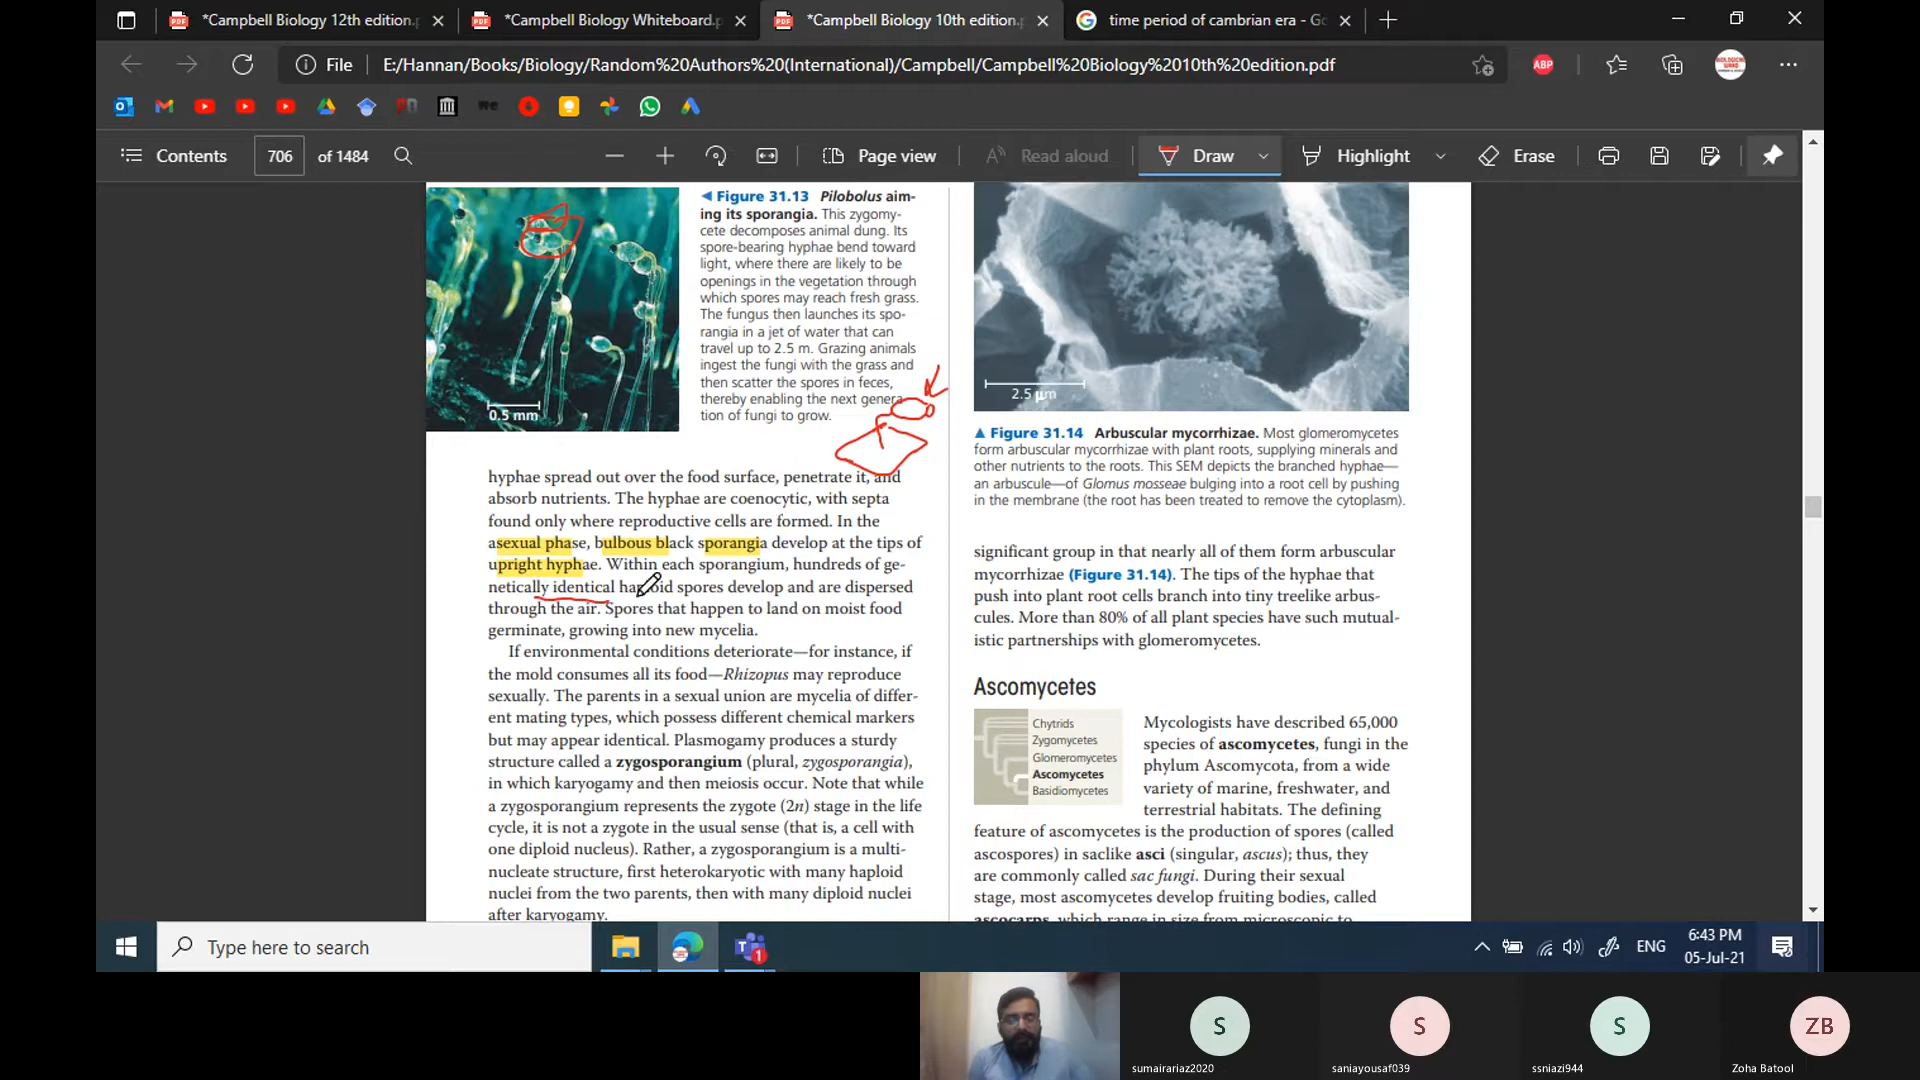 *Campbell Biology 12th edition.p
*Campbell Biology Whiteboard.p
*Campbell Biology 10th edition.p
time period of cambrian era - Go
File
E:/Hannan/Books/Biology/Random%20Authors%20(International)/Campbell/Campbell%20Biology%2010th%20edition.pdf
ABP
we
Contents
706
of 1484
Page view
Read aloud
Draw
Highlight
Erase
0.5 mm
◄ Figure 31.13 Pilobolus aim-
ing its sporangia. This zygomy-
cete decomposes animal dung. Its
spore-bearing hyphae bend toward
light, where there are likely to be
openings in the vegetation through
which spores may reach fresh grass.
The fungus then launches its spo-
rangia in a jet of water that can
travel up to 2.5 m. Grazing animals
ingest the fungi with the grass and
then scatter the spores in feces,
thereby enabling the next genera-
tion of fungi to grow.
hyphae spread out over the food surface, penetrate it, and
absorb nutrients. The hyphae are coenocytic, with septa
found only where reproductive cells are formed. In the
asexual phase, bulbous black sporangia develop at the tips of
upright hyphae. Within each sporangium, hundreds of ge-
netically identical haploid spores develop and are dispersed
through the air. Spores that happen to land on moist food
germinate, growing into new mycelia.
If environmental conditions deteriorate—for instance, if
the mold consumes all its food—Rhizopus may reproduce
sexually. The parents in a sexual union are mycelia of differ-
ent mating types, which possess different chemical markers
but may appear identical. Plasmogamy produces a sturdy
structure called a zygosporangium (plural, zygosporangia),
in which karyogamy and then meiosis occur. Note that while
a zygosporangium represents the zygote (2n) stage in the life
cycle, it is not a zygote in the usual sense (that is, a cell with
one diploid nucleus). Rather, a zygosporangium is a multi-
nucleate structure, first heterokaryotic with many haploid
nuclei from the two parents, then with many diploid nuclei
after karyogamy.
2.5 μm
▲ Figure 31.14 Arbuscular mycorrhizae. Most glomeromycetes
form arbuscular mycorrhizae with plant roots, supplying minerals and
other nutrients to the roots. This SEM depicts the branched hyphae—
an arbuscule—of Glomus mosseae bulging into a root cell by pushing
in the membrane (the root has been treated to remove the cytoplasm).
significant group in that nearly all of them form arbuscular
mycorrhizae (Figure 31.14). The tips of the hyphae that
push into plant root cells branch into tiny treelike arbus-
cules. More than 80% of all plant species have such mutual-
istic partnerships with glomeromycetes.
Ascomycetes
Chytrids
Zygomycetes
Glomeromycetes
Ascomycetes
Basidiomycetes
Mycologists have described 65,000
species of ascomycetes, fungi in the
phylum Ascomycota, from a wide
variety of marine, freshwater, and
terrestrial habitats. The defining
feature of ascomycetes is the production of spores (called
ascospores) in saclike asci (singular, ascus); thus, they
are commonly called sac fungi. During their sexual
stage, most ascomycetes develop fruiting bodies, called
ascocarps, which range in size from microscopic to
Type here to search
1
ENG
6:43 PM
05-Jul-21
S
S
S
ZB
sumairariaz2020
saniayousaf039
ssniazi944
Zoha Batool